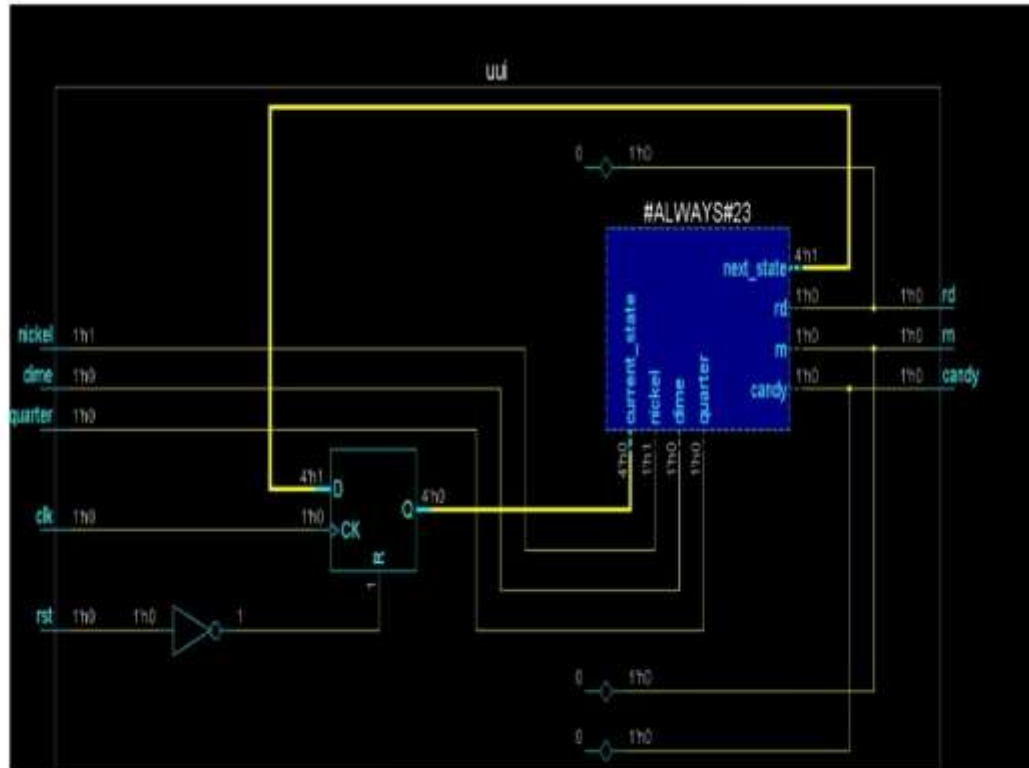 uui
0 1'h0
#ALWAYS#23
next_state 4'h1
rd 1'h0 1'h0 rd
m 1'h0 1'h0 m
candy 1'h0 1'h0 candy
current_state
nickel
dime
quarter
4'h0
1'h1
1'h0
1'h0
nickel 1'h1
dime 1'h0
quarter 1'h0
4'h1 D
Q 4'h0
clk 1'h0 1'h0 CK
R
1
rst 1'h0 1'h0 1
0 1'h0
0 1'h0